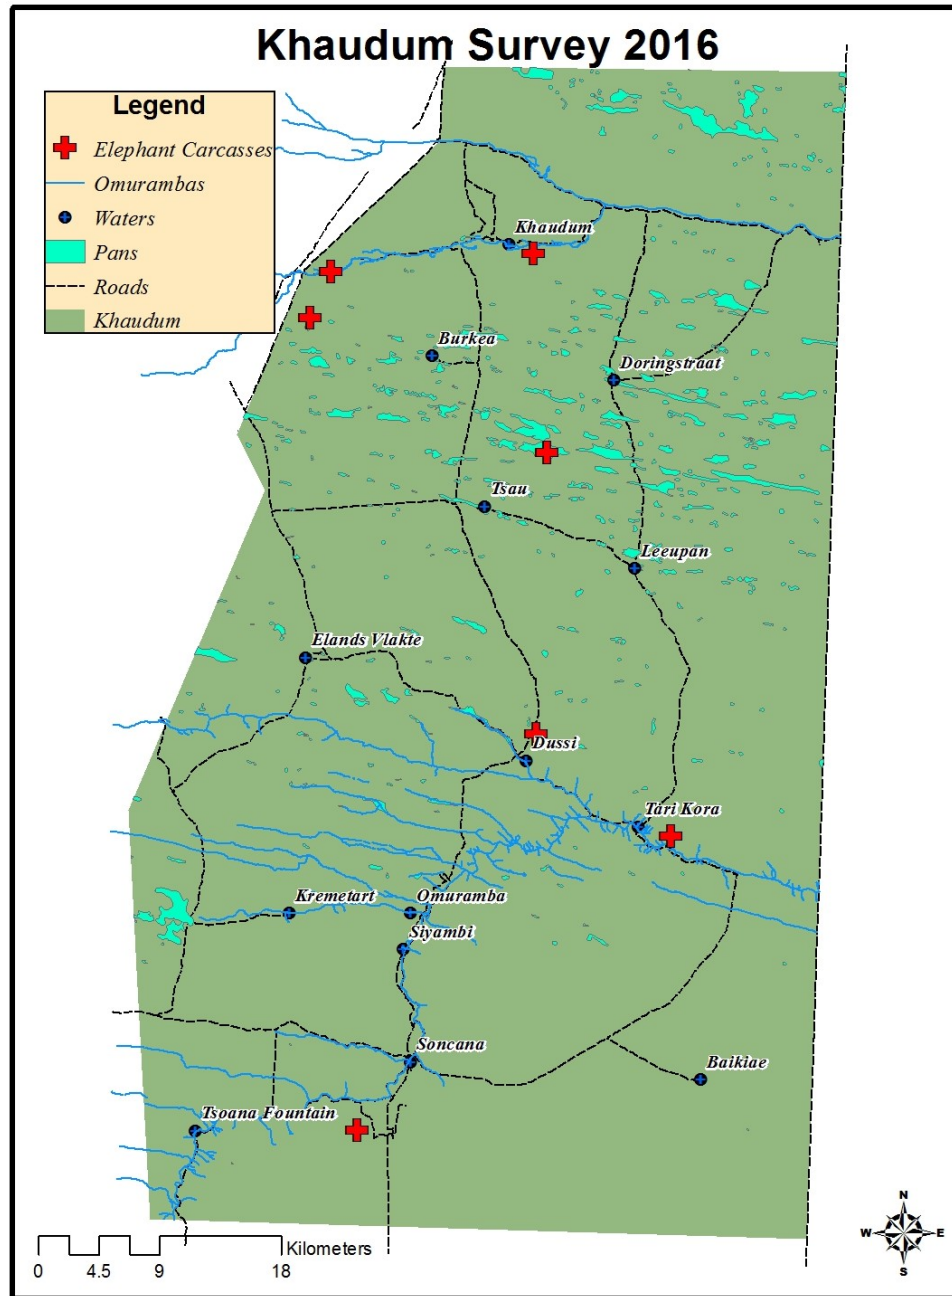 Khaudum Survey 2016
Legend
Elephant Carcasses
Omurambas
Waters
Pans
Roads
Khaudum
Khaudum
Burkea
Doringstraat
Tsau
Leeupan
Elands Vlakte
Dussi
Tari Kora
Kremetart
Omuramba
Siyambi
Soncana
Baikiae
Tsoana Fountain
N
W E
S
Kilometers
0 4.5 9 18